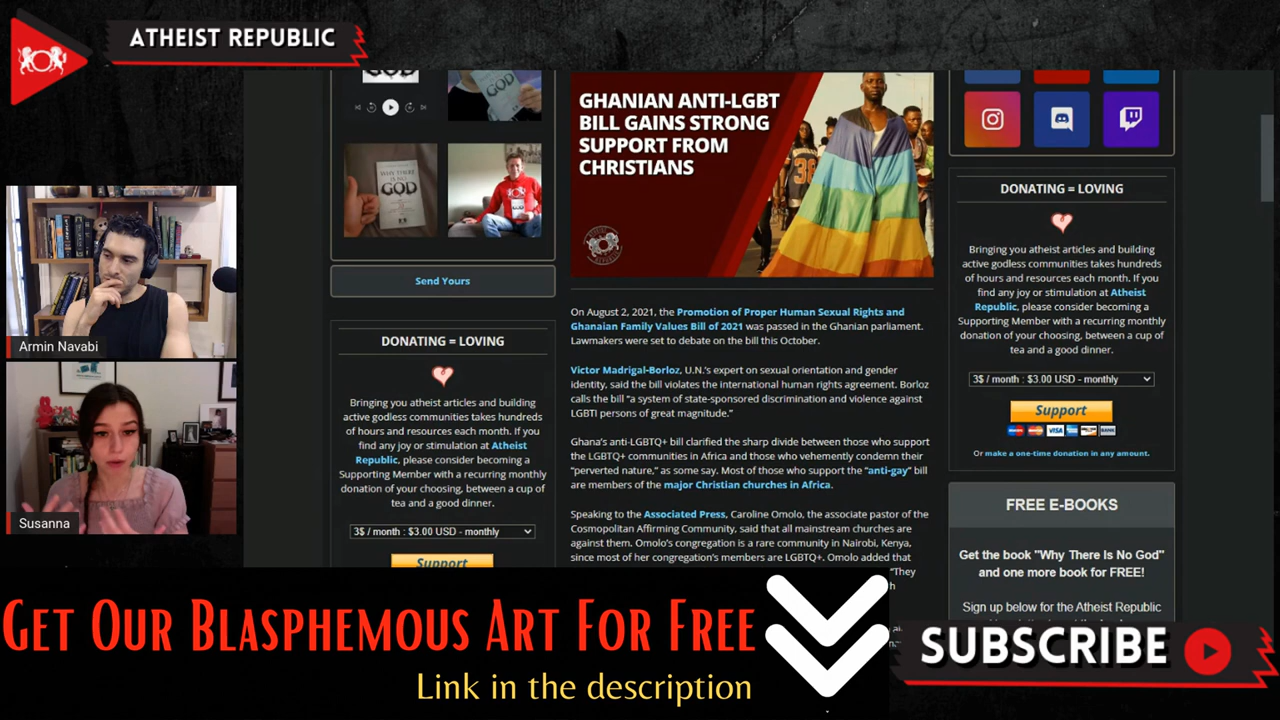 ATHEIST REPUBLIC
GOD
GOD
WHY THERE
IS NO
GOD
Send Yours
DONATING = LOVING
Bringing you atheist articles and building
active godless communities takes hundreds
of hours and resources each month. If you
find any joy or stimulation at Atheist
Republic, please consider becoming a
Supporting Member with a recurring monthly
donation of your choosing, between a cup of
tea and a good dinner.
3$ / month : $3.00 USD - monthly
Support
GHANIAN ANTI-LGBT
BILL GAINS STRONG
SUPPORT FROM
CHRISTIANS
On August 2, 2021, the Promotion of Proper Human Sexual Rights and
Ghanaian Family Values Bill of 2021 was passed in the Ghanian parliament.
Lawmakers were set to debate on the bill this October.
Victor Madrigal-Borloz, U.N.'s expert on sexual orientation and gender
identity, said the bill violates the international human rights agreement. Borloz
calls the bill "a system of state-sponsored discrimination and violence against
LGBTI persons of great magnitude."
Ghana's anti-LGBTQ+ bill clarified the sharp divide between those who support
the LGBTQ+ communities in Africa and those who vehemently condemn their
"perverted nature," as some say. Most of those who support the "anti-gay" bill
are members of the major Christian churches in Africa.
Speaking to the Associated Press, Caroline Omolo, the associate pastor of the
Cosmopolitan Affirming Community, said that all mainstream churches are
against them. Omolo's congregation is a rare community in Nairobi, Kenya,
since most of her congregation's members are LGBTQ+. Omolo added that
"They
DONATING = LOVING
Bringing you atheist articles and building
active godless communities takes hundreds
of hours and resources each month. If you
find any joy or stimulation at Atheist
Republic, please consider becoming a
Supporting Member with a recurring monthly
donation of your choosing, between a cup of
tea and a good dinner.
3$ / month : $3.00 USD - monthly
Support
VISA
BANK
Or make a one-time donation in any amount.
FREE E-BOOKS
Get the book "Why There Is No God"
and one more book for FREE!
Sign up below for the Atheist Republic
Armin Navabi
Susanna
GET OUR BLASPHEMOUS ART FOR FREE
Link in the description
SUBSCRIBE